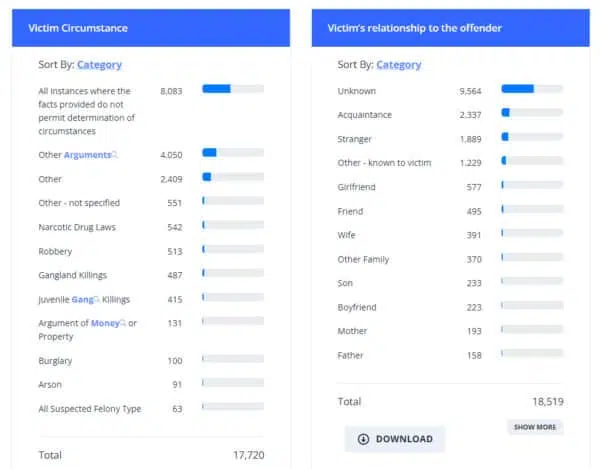 Victim Circumstance
Sort By: Category
All Instances where the 8,083
facts provided do not
permit determination of
circumstances
Other Arguments 4,050
Other 2,409
Other - not specified 551
Narcotic Drug Laws 542
Robbery 513
Gangland Killings 487
Juvenile Gang Killings 415
Argument of Money or 131
Property
Burglary 100
Arson 91
All Suspected Felony Type 63
Total 17,720
Victim's relationship to the offender
Sort By: Category
Unknown 9,564
Acquaintance 2,337
Stranger 1,889
Other - known to victim 1,229
Girlfriend 577
Friend 495
Wife 391
Other Family 370
Son 233
Boyfriend 223
Mother 193
Father 158
Total 18,519
SHOW MORE
DOWNLOAD